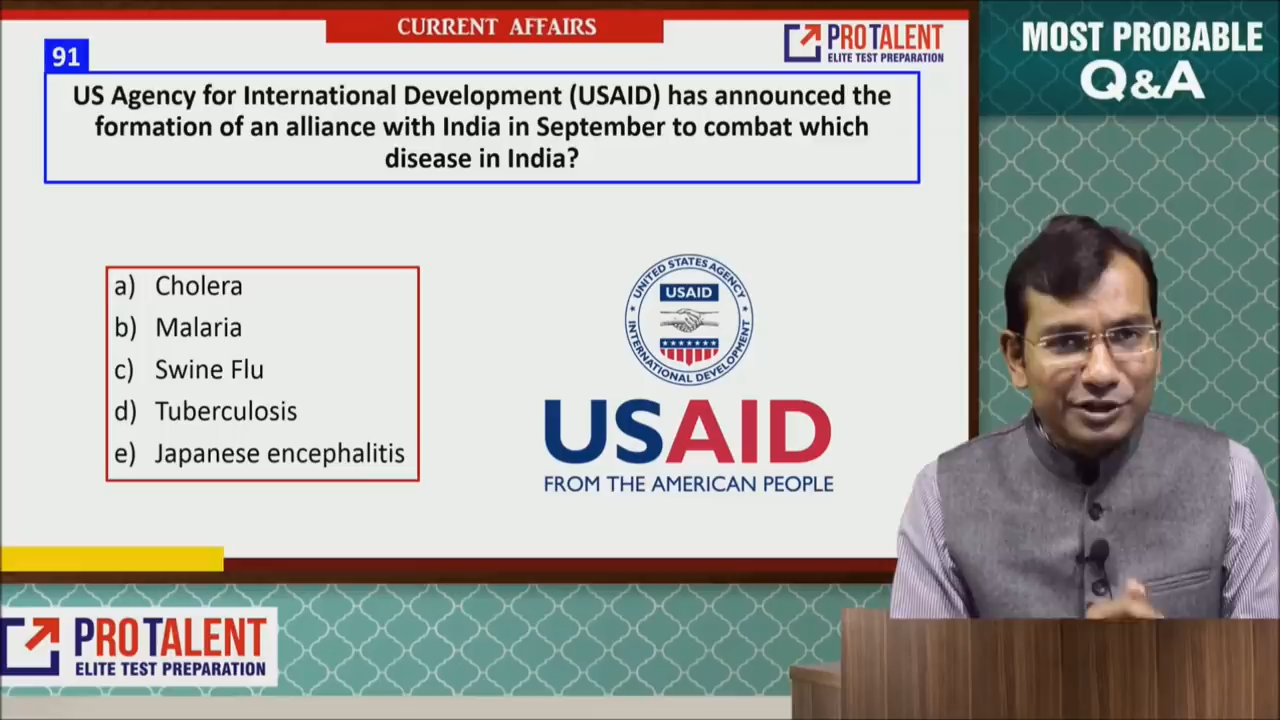 CURRENT AFFAIRS
PROTALENT
ELITE TEST PREPARATION
MOST PROBABLE
Q&A
91
US Agency for International Development (USAID) has announced the
formation of an alliance with India in September to combat which
disease in India?
a) Cholera
b) Malaria
c) Swine Flu
d) Tuberculosis
e) Japanese encephalitis
UNITED STATES AGENCY
USAID
INTERNATIONAL DEVELOPMENT
USAID
FROM THE AMERICAN PEOPLE
PROTALENT
ELITE TEST PREPARATION